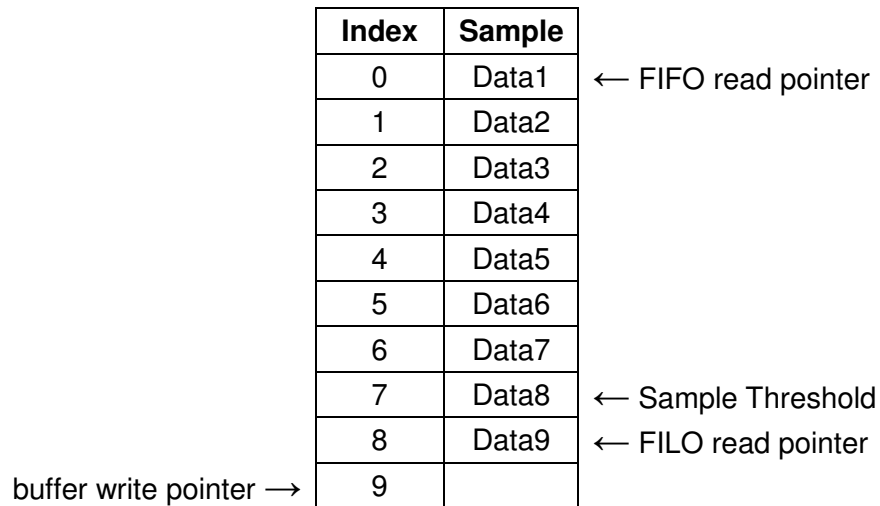 Index Sample
0 Data1 ← FIFO read pointer
1 Data2
2 Data3
3 Data4
4 Data5
5 Data6
6 Data7
7 Data8 ← Sample Threshold
8 Data9 ← FILO read pointer
buffer write pointer → 9